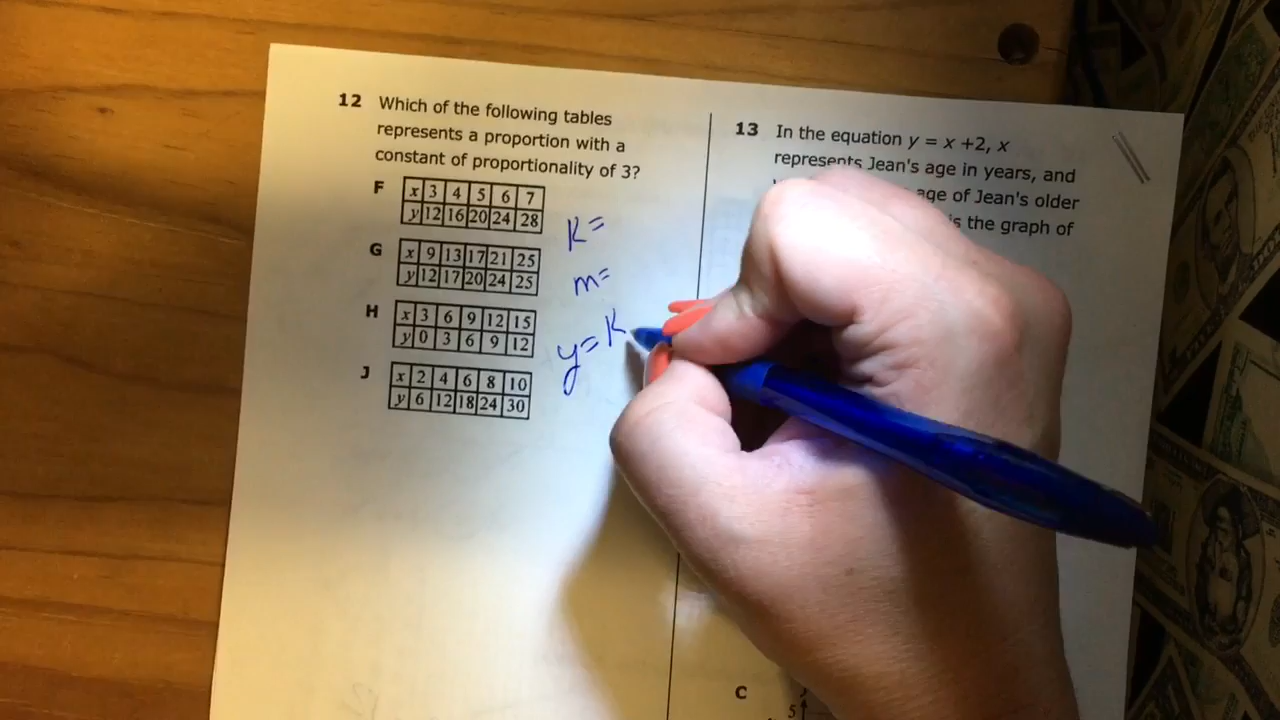 12 Which of the following tables
represents a proportion with a
constant of proportionality of 3?
F
x 3 4 5 6 7
y 12 16 20 24 28
G
x 9 13 17 21 25
y 12 17 20 24 25
H
x 3 6 9 12 15
y 0 3 6 9 12
J
x 2 4 6 8 10
y 6 12 18 24 30
K=
m=
y=K
13 In the equation y = x +2, x
represents Jean's age in years, and
age of Jean's older
is the graph of
C
5